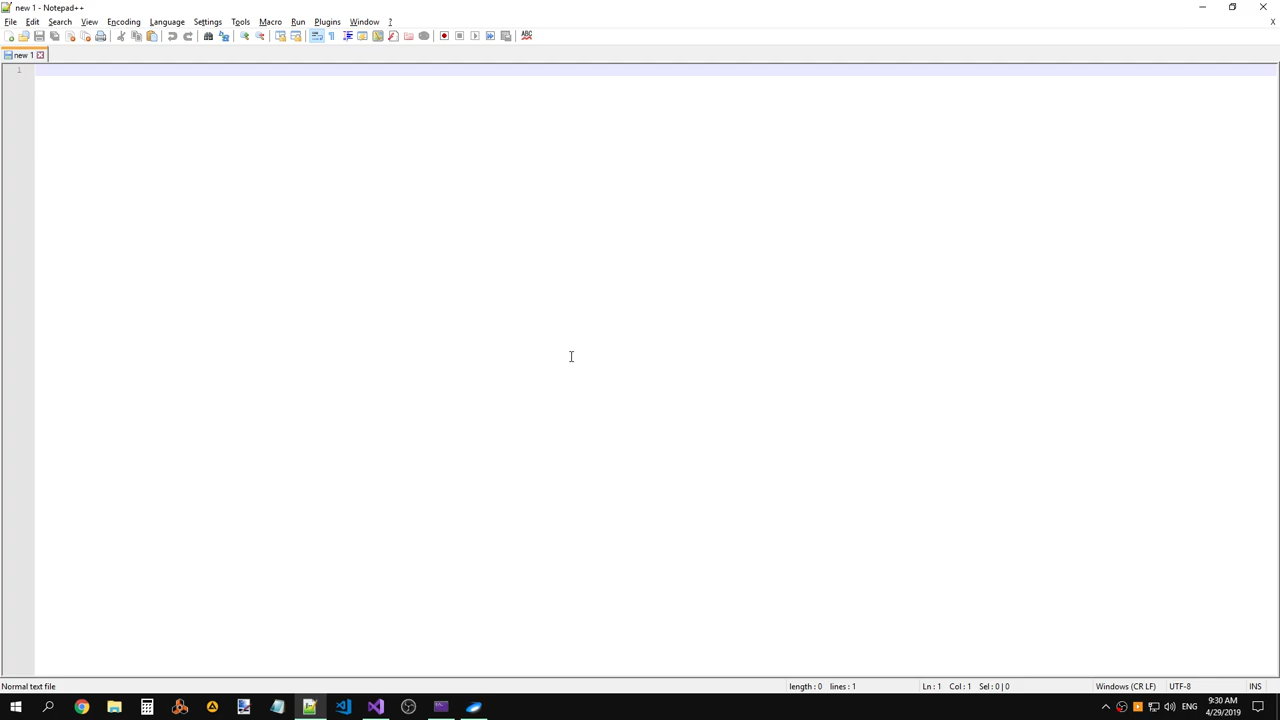 new 1 - Notepad++
File Edit Search View Encoding Language Settings Tools Macro Run Plugins Window ?
X
ABC
new 1
1
Normal text file length : 0 lines : 1 Ln : 1 Col : 1 Sel : 0 | 0 Windows (CR LF) UTF-8 INS
ENG
9:30 AM
4/29/2019